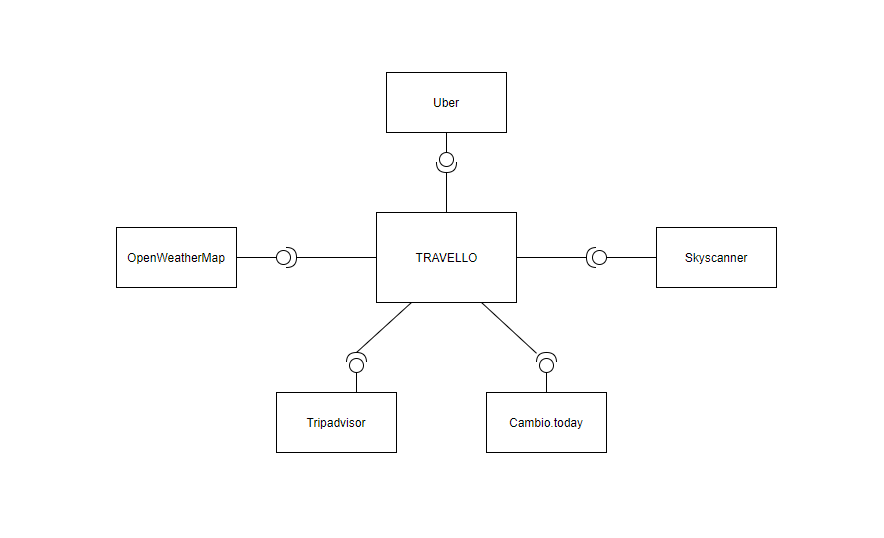 Uber
OpenWeatherMap
TRAVELLO
Skyscanner
Tripadvisor
Cambio.today